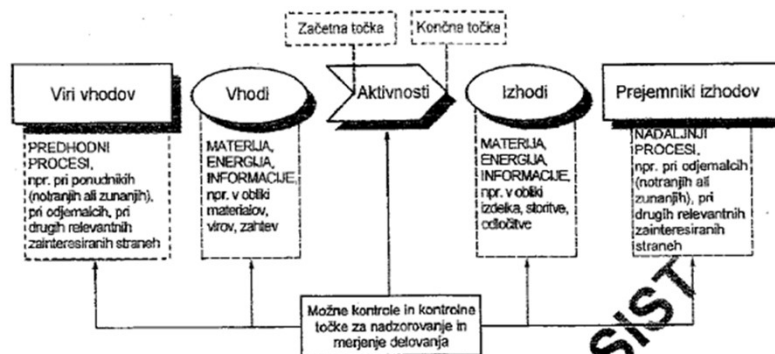 Začetna točka
Končna točka
Viri vhodov
Vhodi
Aktivnosti
Izhodi
Prejemniki izhodov
PREDHODNI
PROCESI,
npr. pri ponudnikih
(notranjih ali zunanjih),
pri odjemalcih, pri
drugih relevantnih
zainteresiranih straneh
MATERIJA,
ENERGIJA,
INFORMACIJE,
npr. v obliki
materialov,
virov, zahtev
MATERIJA,
ENERGIJA,
INFORMACIJE,
npr. v obliki
izdelka, storitve,
odločitve
NADALJNJI
PROCESI,
npr. pri odjemalcih
(notranjih ali
zunanjih), pri
drugih relevantnih
zainteresiranih
straneh
Možne kontrole in kontrolne
točke za nadzorovanje in
merjenje delovanja
SIST